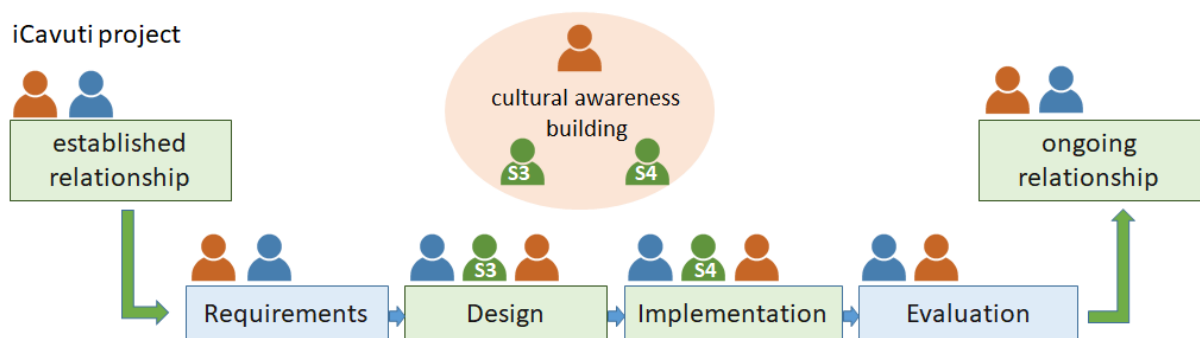 iCavuti project
cultural awareness
building
S3
S4
established
relationship
ongoing
relationship
S3
S4
Requirements
Design
Implementation
Evaluation